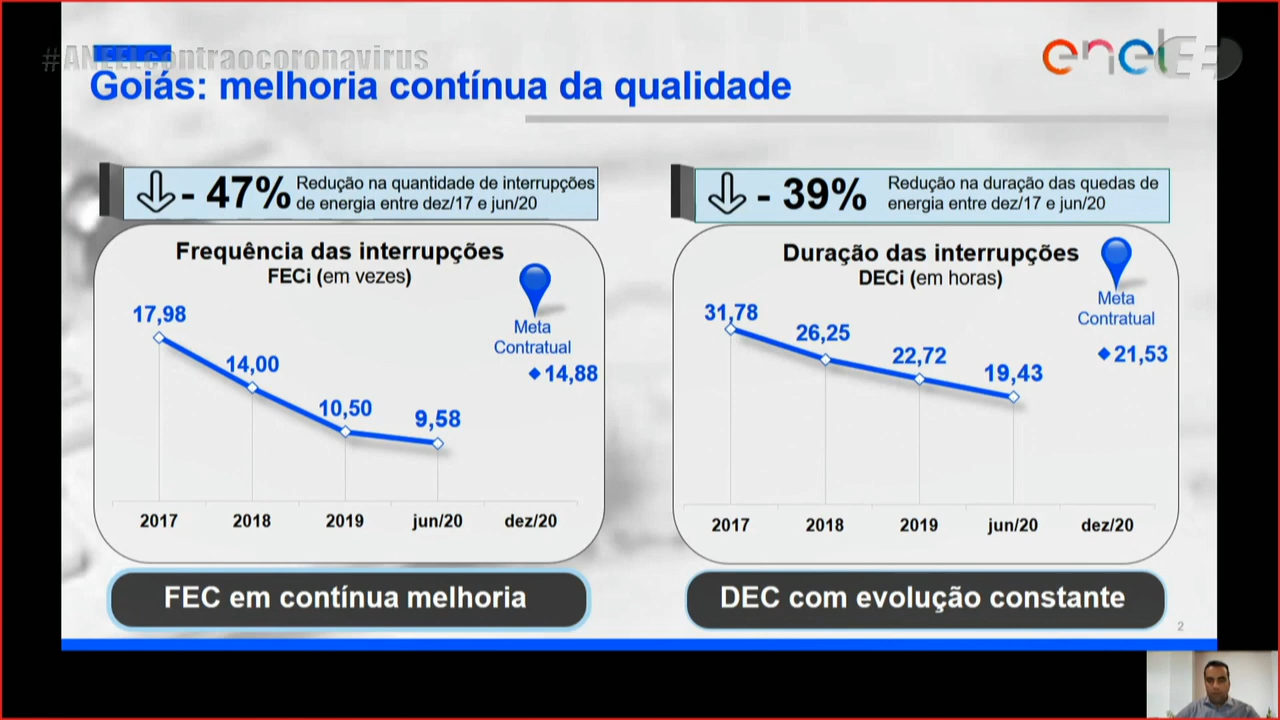 #ANEELcontraocoronavirus
enel
Goiás: melhoria contínua da qualidade
- 47%
Redução na quantidade de interrupções
de energia entre dez/17 e jun/20
Frequência das interrupções
FECi (em vezes)
17,98
14,00
10,50
9,58
Meta
Contratual
14,88
2017
2018
2019
jun/20
dez/20
FEC em contínua melhoria
- 39%
Redução na duração das quedas de
energia entre dez/17 e jun/20
Duração das interrupções
DECi (em horas)
31,78
26,25
22,72
19,43
Meta
Contratual
21,53
2017
2018
2019
jun/20
dez/20
DEC com evolução constante
2